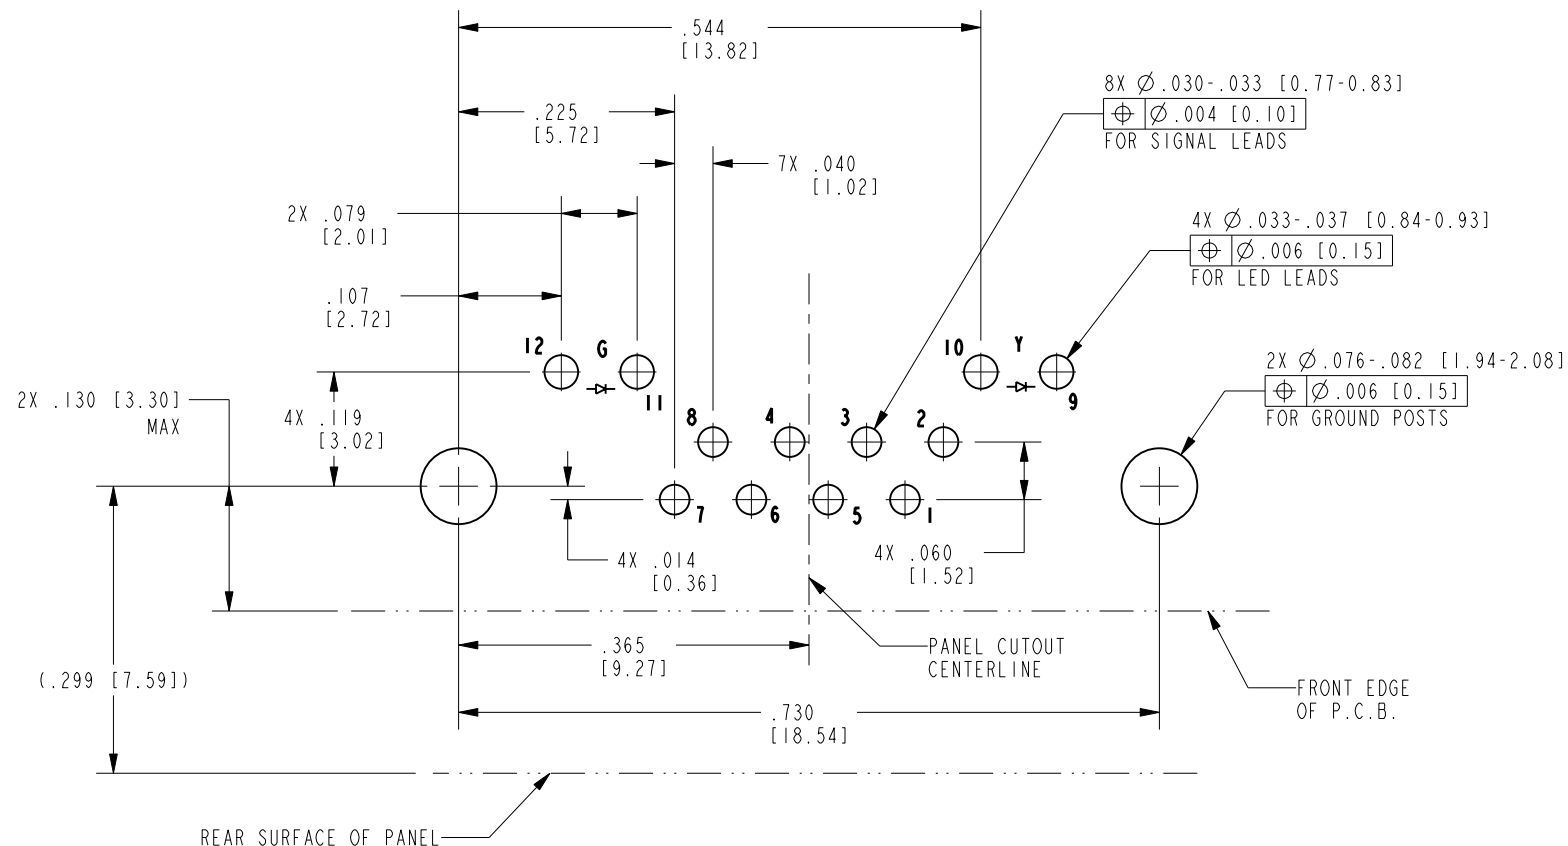 .544
[13.82]
8X Ø .030-.033 [0.77-0.83]
⌖ Ø .004 [0.10]
FOR SIGNAL LEADS
.225
[5.72]
7X .040
[1.02]
2X .079
[2.01]
4X Ø .033-.037 [0.84-0.93]
⌖ Ø .006 [0.15]
FOR LED LEADS
.107
[2.72]
12 G
11
10 Y
9
2X Ø .076-.082 [1.94-2.08]
⌖ Ø .006 [0.15]
FOR GROUND POSTS
2X .130 [3.30]
MAX
4X .119
[3.02]
8 4 3 2
7 6 5 1
4X .014
[0.36]
4X .060
[1.52]
.365
[9.27]
PANEL CUTOUT
CENTERLINE
(.299 [7.59])
FRONT EDGE
OF P.C.B.
.730
[18.54]
REAR SURFACE OF PANEL